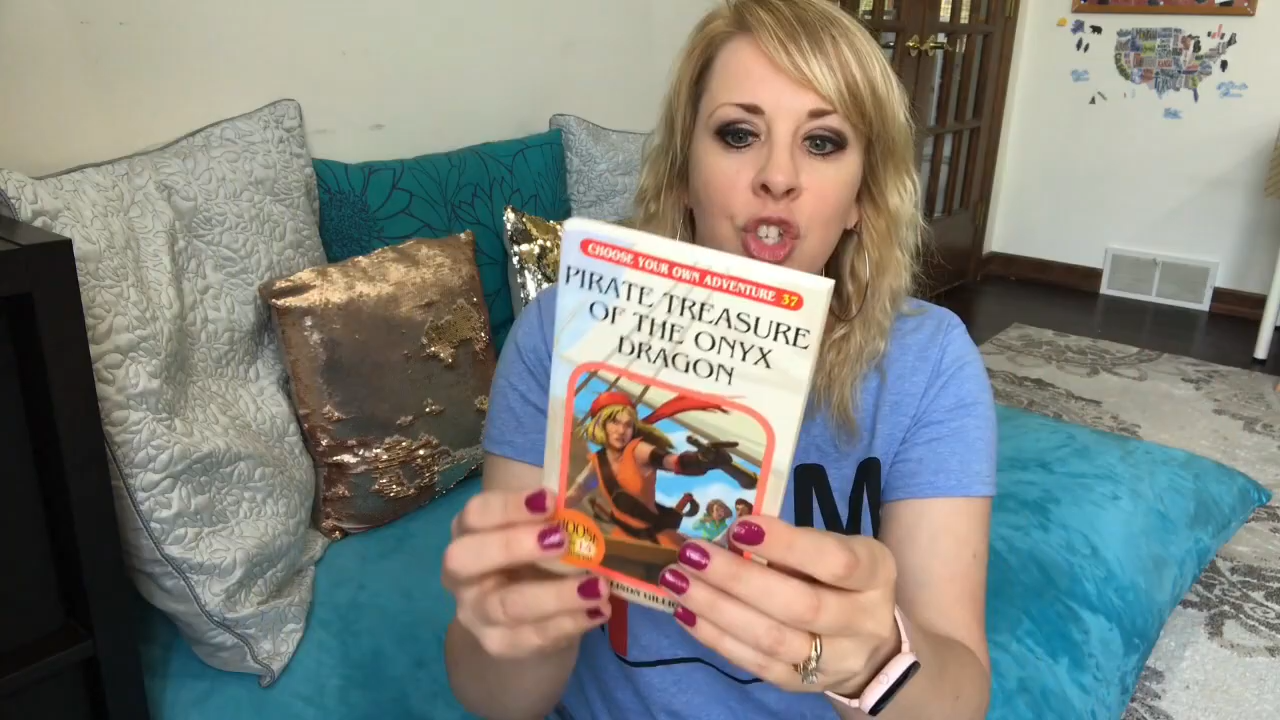 CHOOSE YOUR OWN ADVENTURE 37
PIRATE TREASURE
OF THE ONYX
DRAGON
M